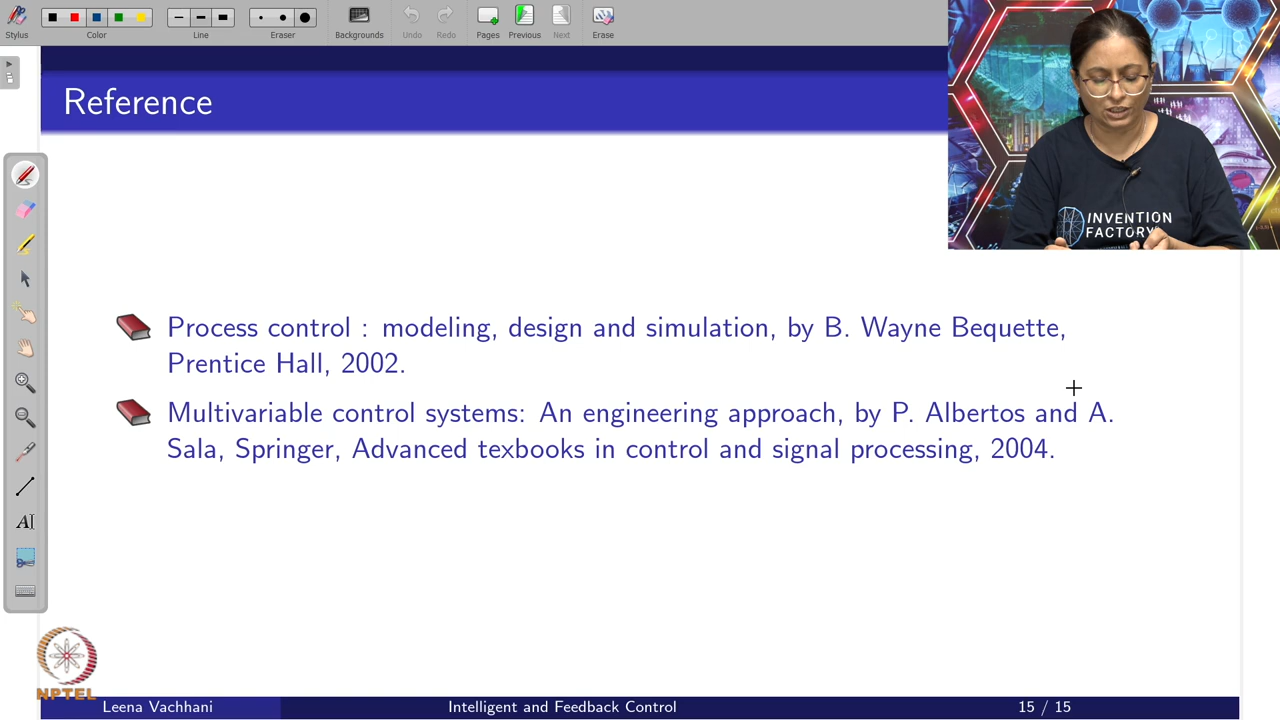 Stylus
Color
Line
Eraser
Backgrounds
Undo
Redo
Pages
Previous
Next
Erase
Reference
INVENTION
FACTORY
Process control : modeling, design and simulation, by B. Wayne Bequette,
Prentice Hall, 2002.
Multivariable control systems: An engineering approach, by P. Albertos and A.
Sala, Springer, Advanced texbooks in control and signal processing, 2004.
A
NPTEL
Leena Vachhani
Intelligent and Feedback Control
15 / 15